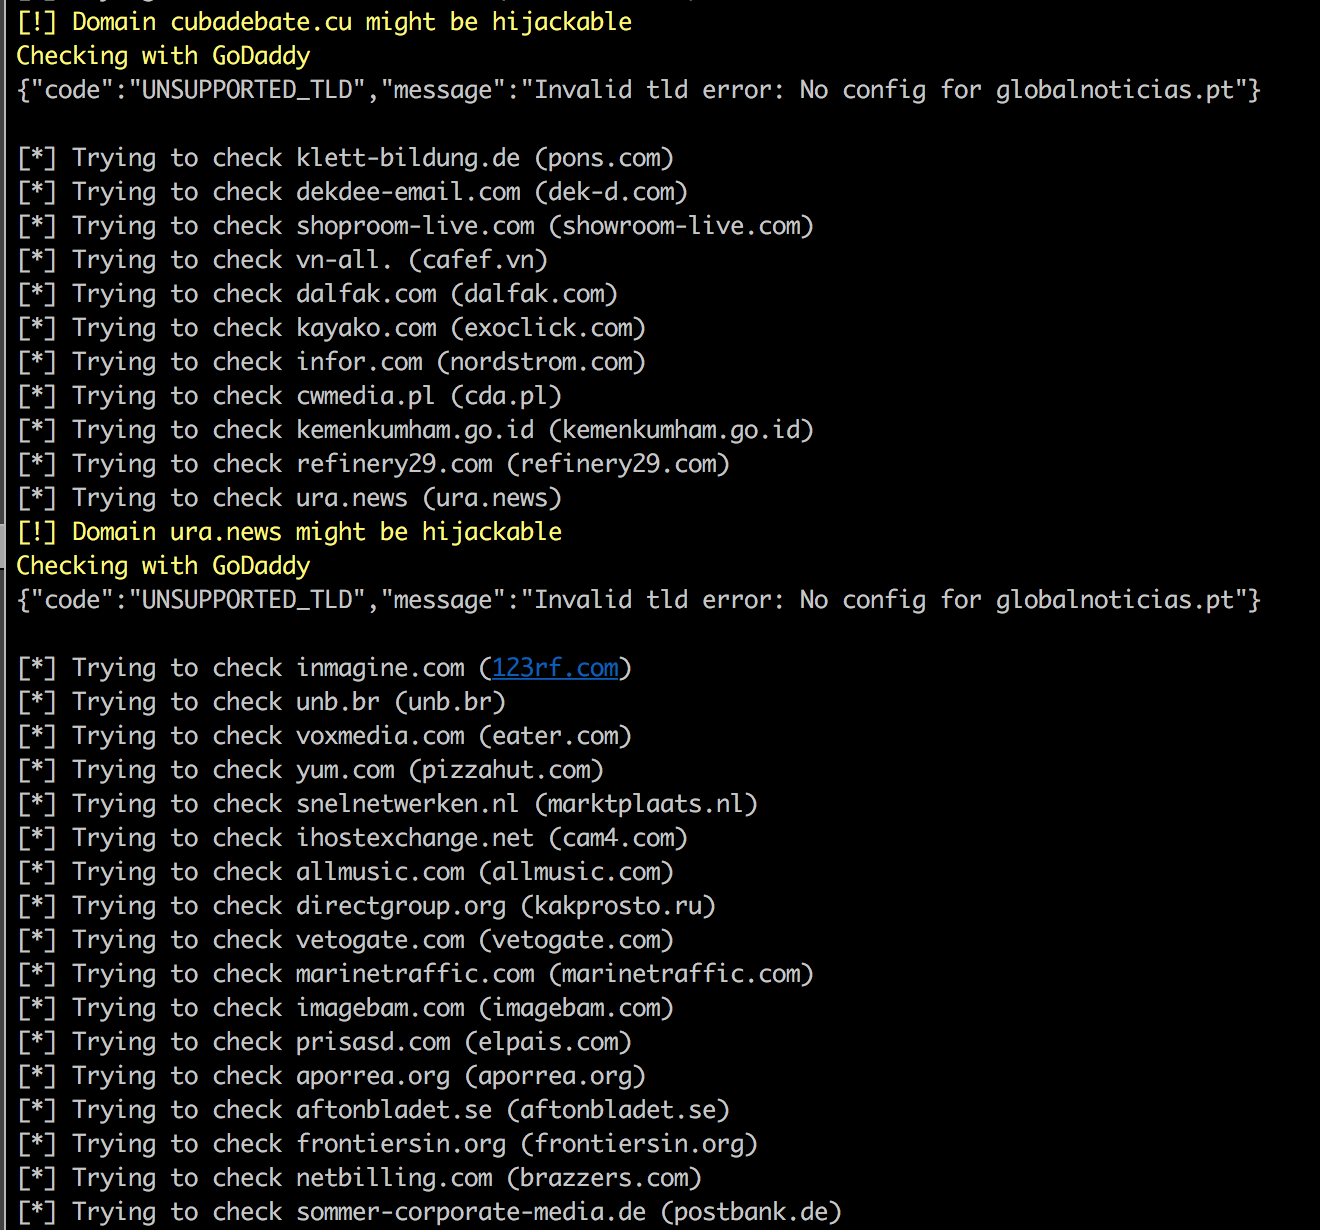 [!] Domain cubadebate.cu might be hijackable
Checking with GoDaddy
{"code":"UNSUPPORTED_TLD","message":"Invalid tld error: No config for globalnoticias.pt"}
[*] Trying to check klett-bildung.de (pons.com)
[*] Trying to check dekdee-email.com (dek-d.com)
[*] Trying to check shoproom-live.com (showroom-live.com)
[*] Trying to check vn-all. (cafef.vn)
[*] Trying to check dalfak.com (dalfak.com)
[*] Trying to check kayako.com (exoclick.com)
[*] Trying to check infor.com (nordstrom.com)
[*] Trying to check cwmedia.pl (cda.pl)
[*] Trying to check kemenkumham.go.id (kemenkumham.go.id)
[*] Trying to check refinery29.com (refinery29.com)
[*] Trying to check ura.news (ura.news)
[!] Domain ura.news might be hijackable
Checking with GoDaddy
{"code":"UNSUPPORTED_TLD","message":"Invalid tld error: No config for globalnoticias.pt"}
[*] Trying to check inmagine.com (123rf.com)
[*] Trying to check unb.br (unb.br)
[*] Trying to check voxmedia.com (eater.com)
[*] Trying to check yum.com (pizzahut.com)
[*] Trying to check snelnetwerken.nl (marktplaats.nl)
[*] Trying to check ihostexchange.net (cam4.com)
[*] Trying to check allmusic.com (allmusic.com)
[*] Trying to check directgroup.org (kakprosto.ru)
[*] Trying to check vetogate.com (vetogate.com)
[*] Trying to check marinetraffic.com (marinetraffic.com)
[*] Trying to check imagebam.com (imagebam.com)
[*] Trying to check prisasd.com (elpais.com)
[*] Trying to check aporrea.org (aporrea.org)
[*] Trying to check aftonbladet.se (aftonbladet.se)
[*] Trying to check frontiersin.org (frontiersin.org)
[*] Trying to check netbilling.com (brazzers.com)
[*] Trying to check sommer-corporate-media.de (postbank.de)